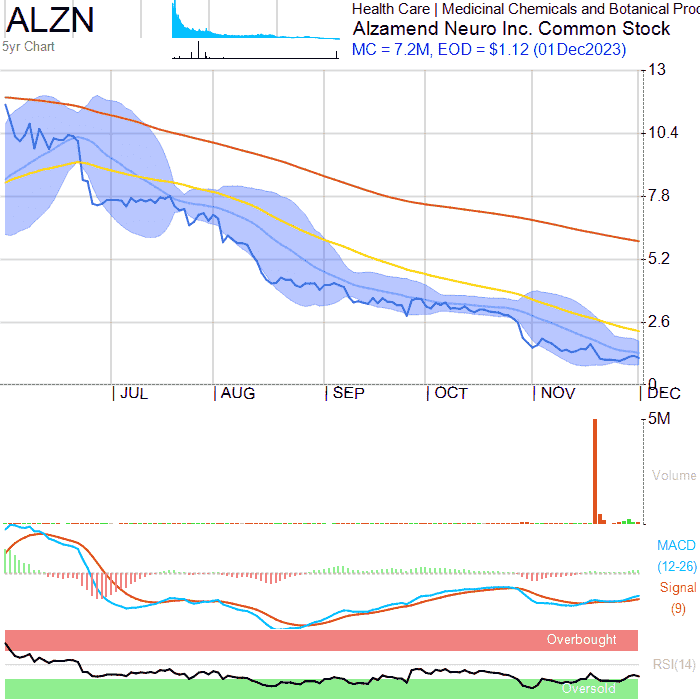 ALZN
5yr Chart
Health Care | Medicinal Chemicals and Botanical Proc
Alzamend Neuro Inc. Common Stock
MC = 7.2M, EOD = $1.12 (01Dec2023)
13
10.4
7.8
5.2
2.6
0
JUL AUG SEP OCT NOV DEC
5M
Volume
MACD
(12-26)
Signal
(9)
Overbought
RSI(14)
Oversold